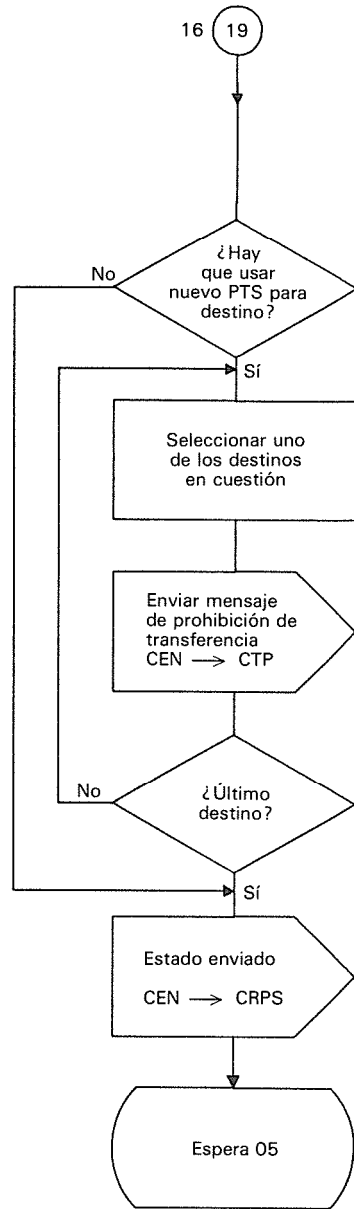 16 19
¿Hay
que usar
nuevo PTS para
destino?
No
Sí
Seleccionar uno
de los destinos
en cuestión
Enviar mensaje
de prohibición de
transferencia
CEN → CTP
No
¿Último
destino?
Sí
Estado enviado
CEN → CRPS
Espera 05